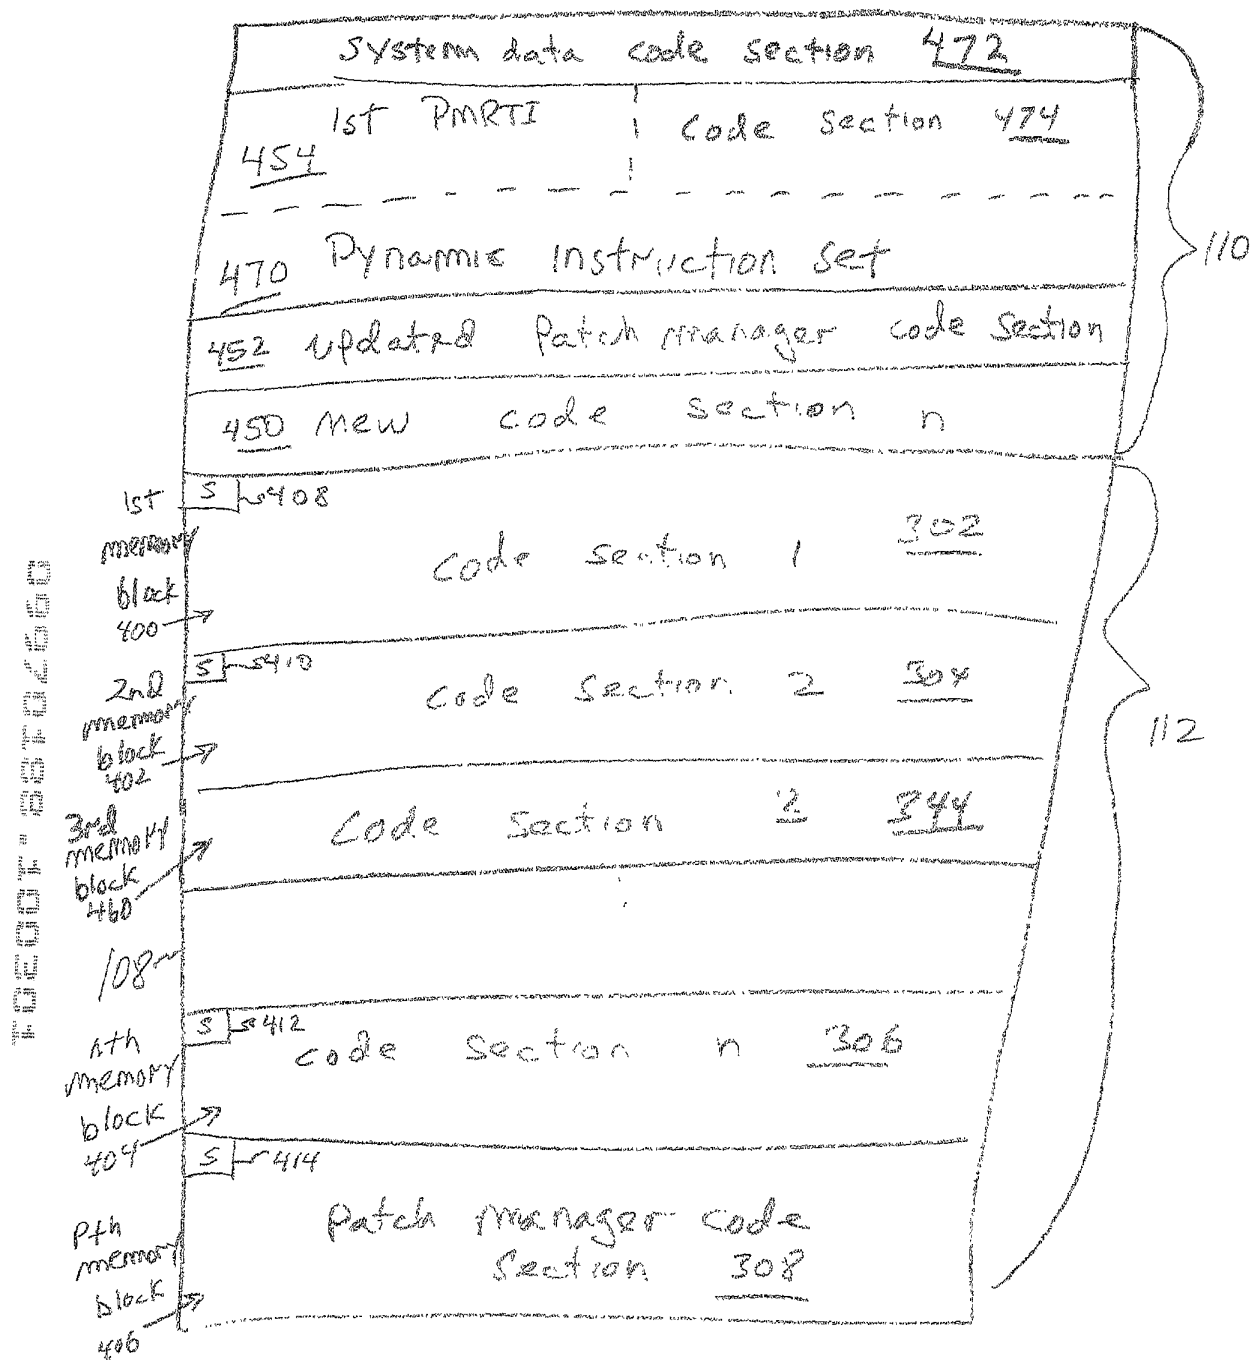 System data code section 472
1st PMRTI code section 474
454
470 Dynamic instruction set
110
452 updated patch manager code section
450 new code section n
1st memory block 400
S 408
code section 1 302
2nd memory block 402
S 410
code section 2 304
112
3rd memory block 460
code section 2 344
108
nth memory block 404
S 412
code section n 306
Pth memory block 406
S 414
Patch manager code
section 308